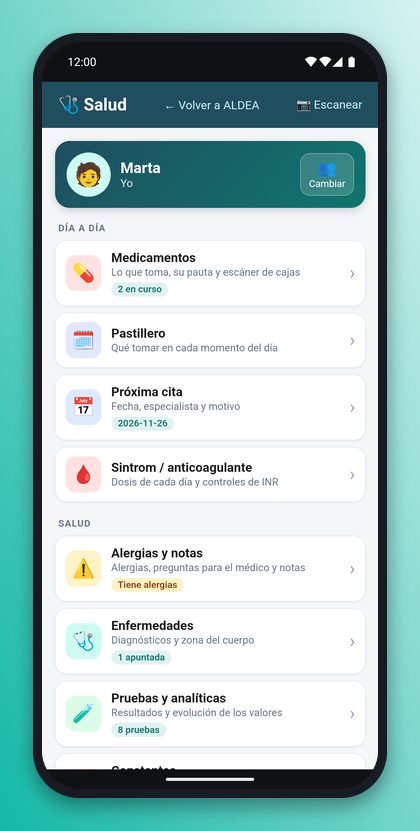 12:00
Salud
← Volver a ALDEA
Escanear
Marta
Yo
Cambiar
DÍA A DÍA
Medicamentos
Lo que toma, su pauta y escáner de cajas
2 en curso
Pastillero
Qué tomar en cada momento del día
Próxima cita
Fecha, especialista y motivo
2026-11-26
Sintrom / anticoagulante
Dosis de cada día y controles de INR
SALUD
Alergias y notas
Alergias, preguntas para el médico y notas
Tiene alergias
Enfermedades
Diagnósticos y zona del cuerpo
1 apuntada
Pruebas y analíticas
Resultados y evolución de los valores
8 pruebas